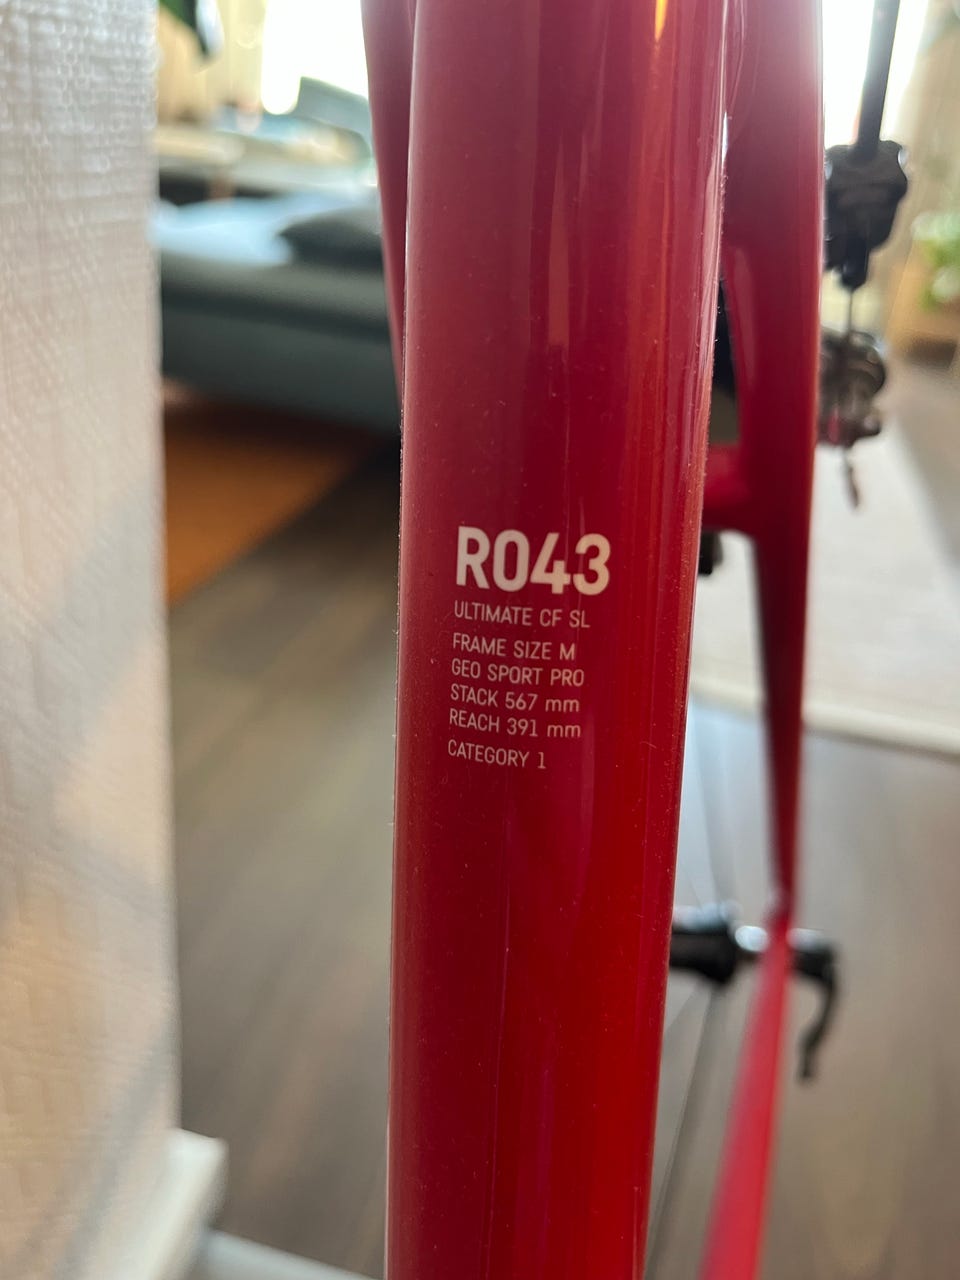 R043
ULTIMATE CF SL
FRAME SIZE M
GEO SPORT PRO
STACK 567 mm
REACH 391 mm
CATEGORY 1